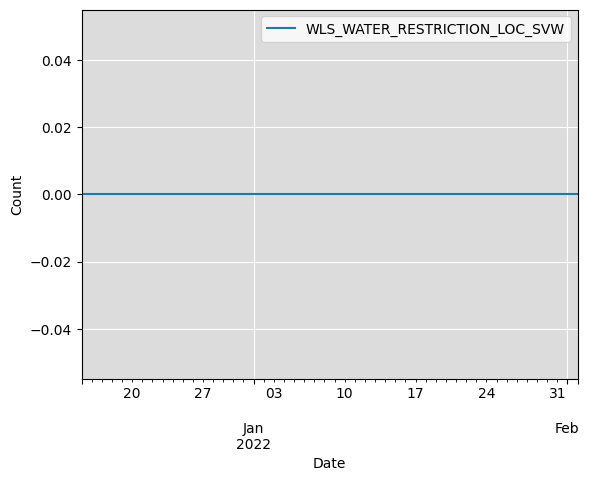 WLS_WATER_RESTRICTION_LOC_SVW
0.04
0.02
0.00
−0.02
−0.04
Count
20 27 03 10 17 24 31
Jan Feb
2022
Date